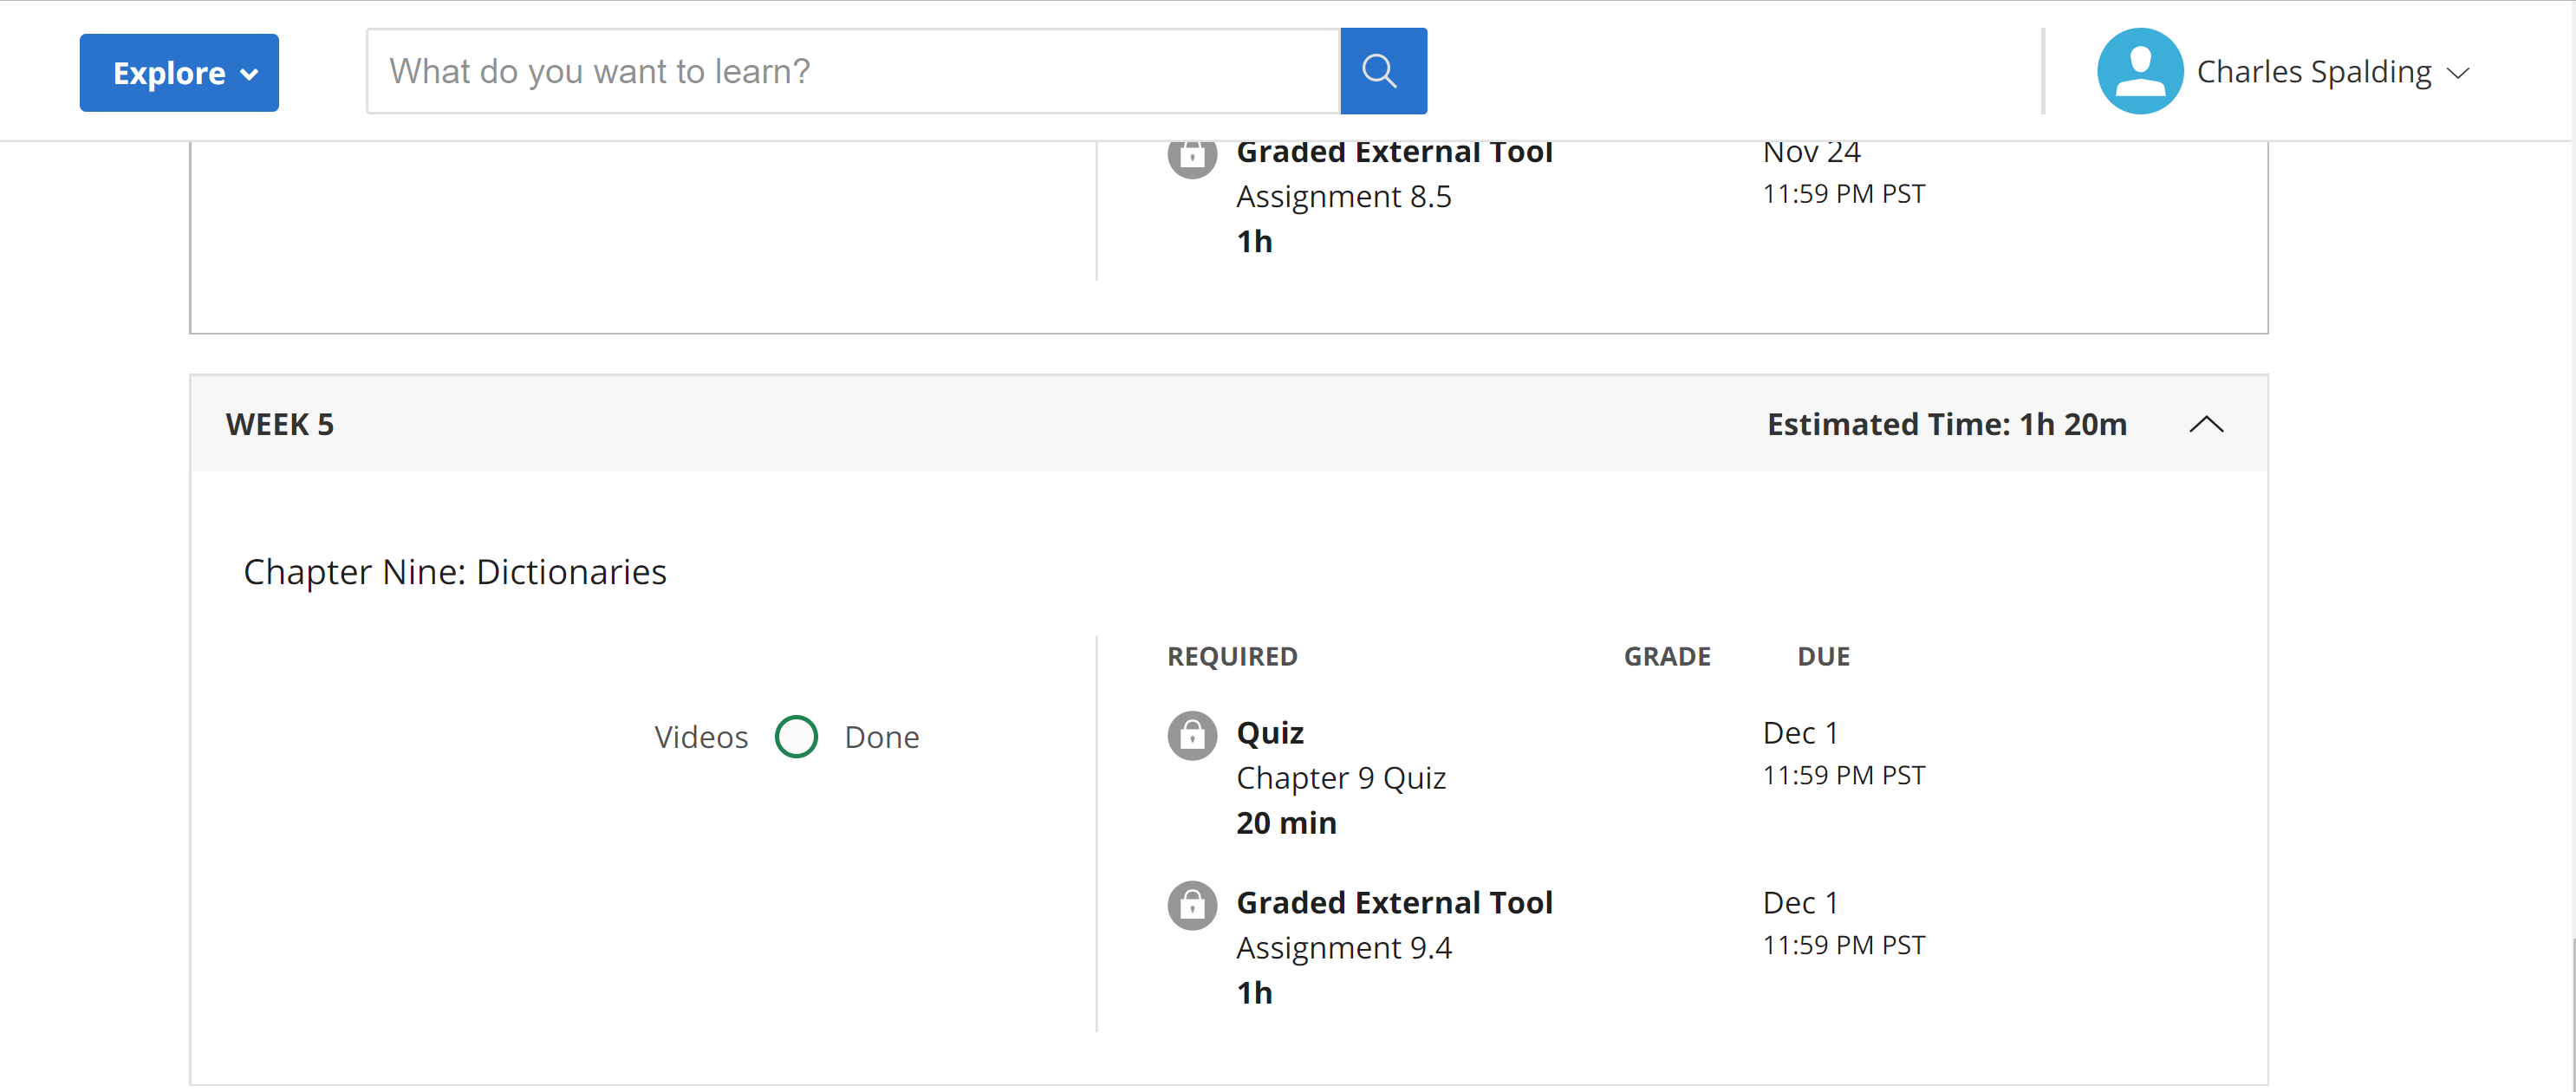 Explore
What do you want to learn?
Charles Spalding
Graded External Tool
Nov 24
Assignment 8.5
11:59 PM PST
1h
WEEK 5
Estimated Time: 1h 20m
Chapter Nine: Dictionaries
REQUIRED
GRADE
DUE
Videos
Done
Quiz
Dec 1
Chapter 9 Quiz
11:59 PM PST
20 min
Graded External Tool
Dec 1
Assignment 9.4
11:59 PM PST
1h